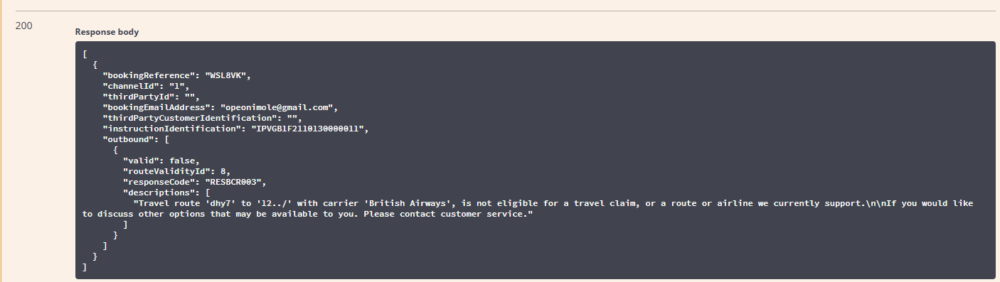 200
Response body
[
{
"bookingReference": "WSL8VK",
"channelId": "1",
"thirdPartyId": "",
"bookingEmailAddress": "opeonimole@gmail.com",
"thirdPartyCustomerIdentification": "",
"instructionIdentification": "IPVGB1F2110130000011",
"outbound": [
{
"valid": false,
"routeValidityId": 8,
"responseCode": "RESBCR003",
"descriptions": [
"Travel route 'dhy7' to '12../' with carrier 'British Airways', is not eligible for a travel claim, or a route or airline we currently support.\n\nIf you would like
to discuss other options that may be available to you. Please contact customer service."
]
}
]
}
]